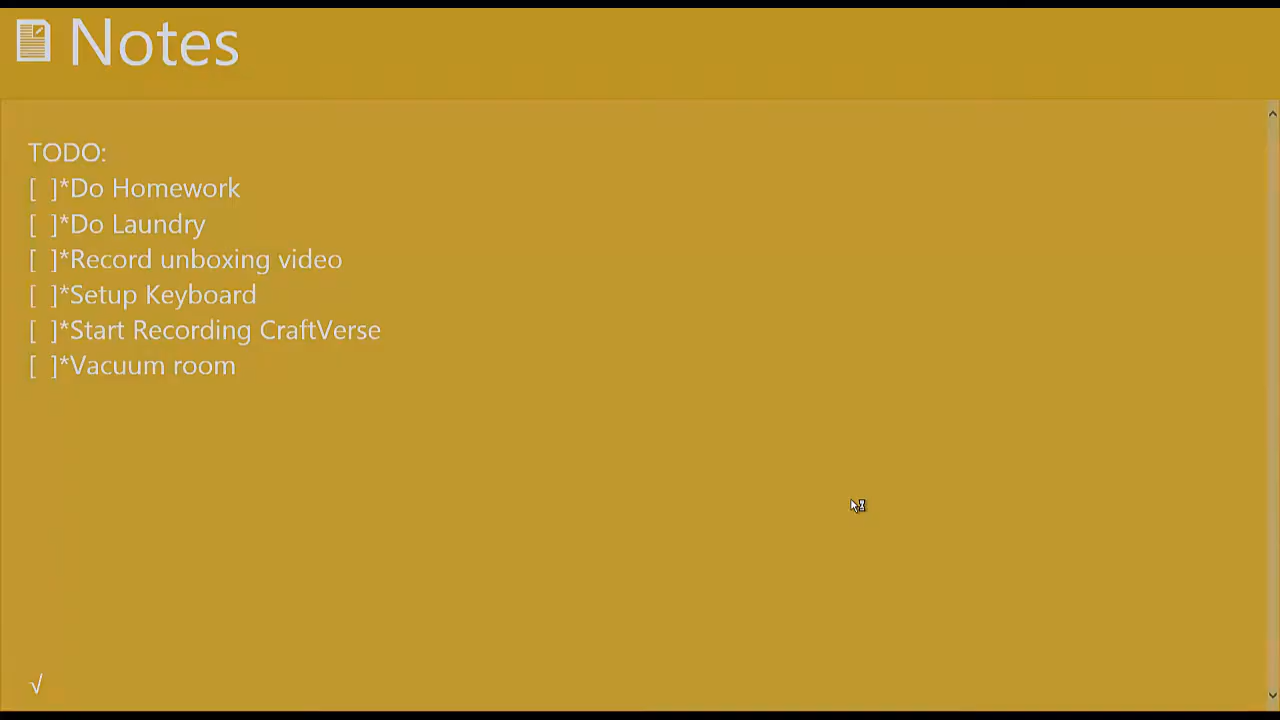 Notes
TODO:
[ ]*Do Homework
[ ]*Do Laundry
[ ]*Record unboxing video
[ ]*Setup Keyboard
[ ]*Start Recording CraftVerse
[ ]*Vacuum room
√